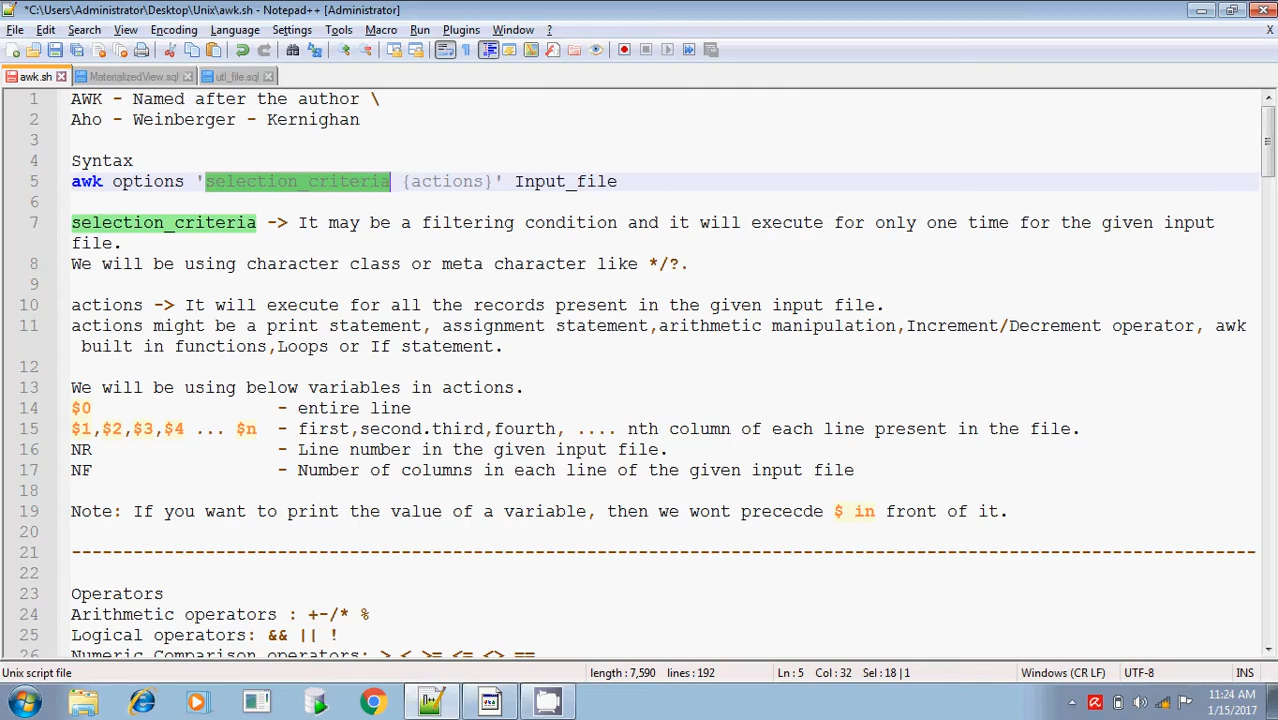 *C:\Users\Administrator\Desktop\Unix\awk.sh - Notepad++ [Administrator]
File Edit Search View Encoding Language Settings Tools Macro Run Plugins Window ? X
awk.sh MaterializedView.sql utl_file.sql
1 AWK - Named after the author \
2 Aho - Weinberger - Kernighan
3
4 Syntax
5 awk options 'selection_criteria {actions}' Input_file
6
7 selection_criteria -> It may be a filtering condition and it will execute for only one time for the given input
file.
8 We will be using character class or meta character like */?.
9
10 actions -> It will execute for all the records present in the given input file.
11 actions might be a print statement, assignment statement,arithmetic manipulation,Increment/Decrement operator, awk
built in functions,Loops or If statement.
12
13 We will be using below variables in actions.
14 $0 - entire line
15 $1,$2,$3,$4 ... $n - first,second.third,fourth, .... nth column of each line present in the file.
16 NR - Line number in the given input file.
17 NF - Number of columns in each line of the given input file
18
19 Note: If you want to print the value of a variable, then we wont prececde $ in front of it.
20
21 -------------------------------------------------------------------------------------------------------------------
22
23 Operators
24 Arithmetic operators : +-/* %
25 Logical operators: && || !
26 Numeric Comparison operators: > < >= <= <> ==
Unix script file length : 7,590 lines : 192 Ln : 5 Col : 32 Sel : 18 | 1 Windows (CR LF) UTF-8 INS
11:24 AM
1/15/2017